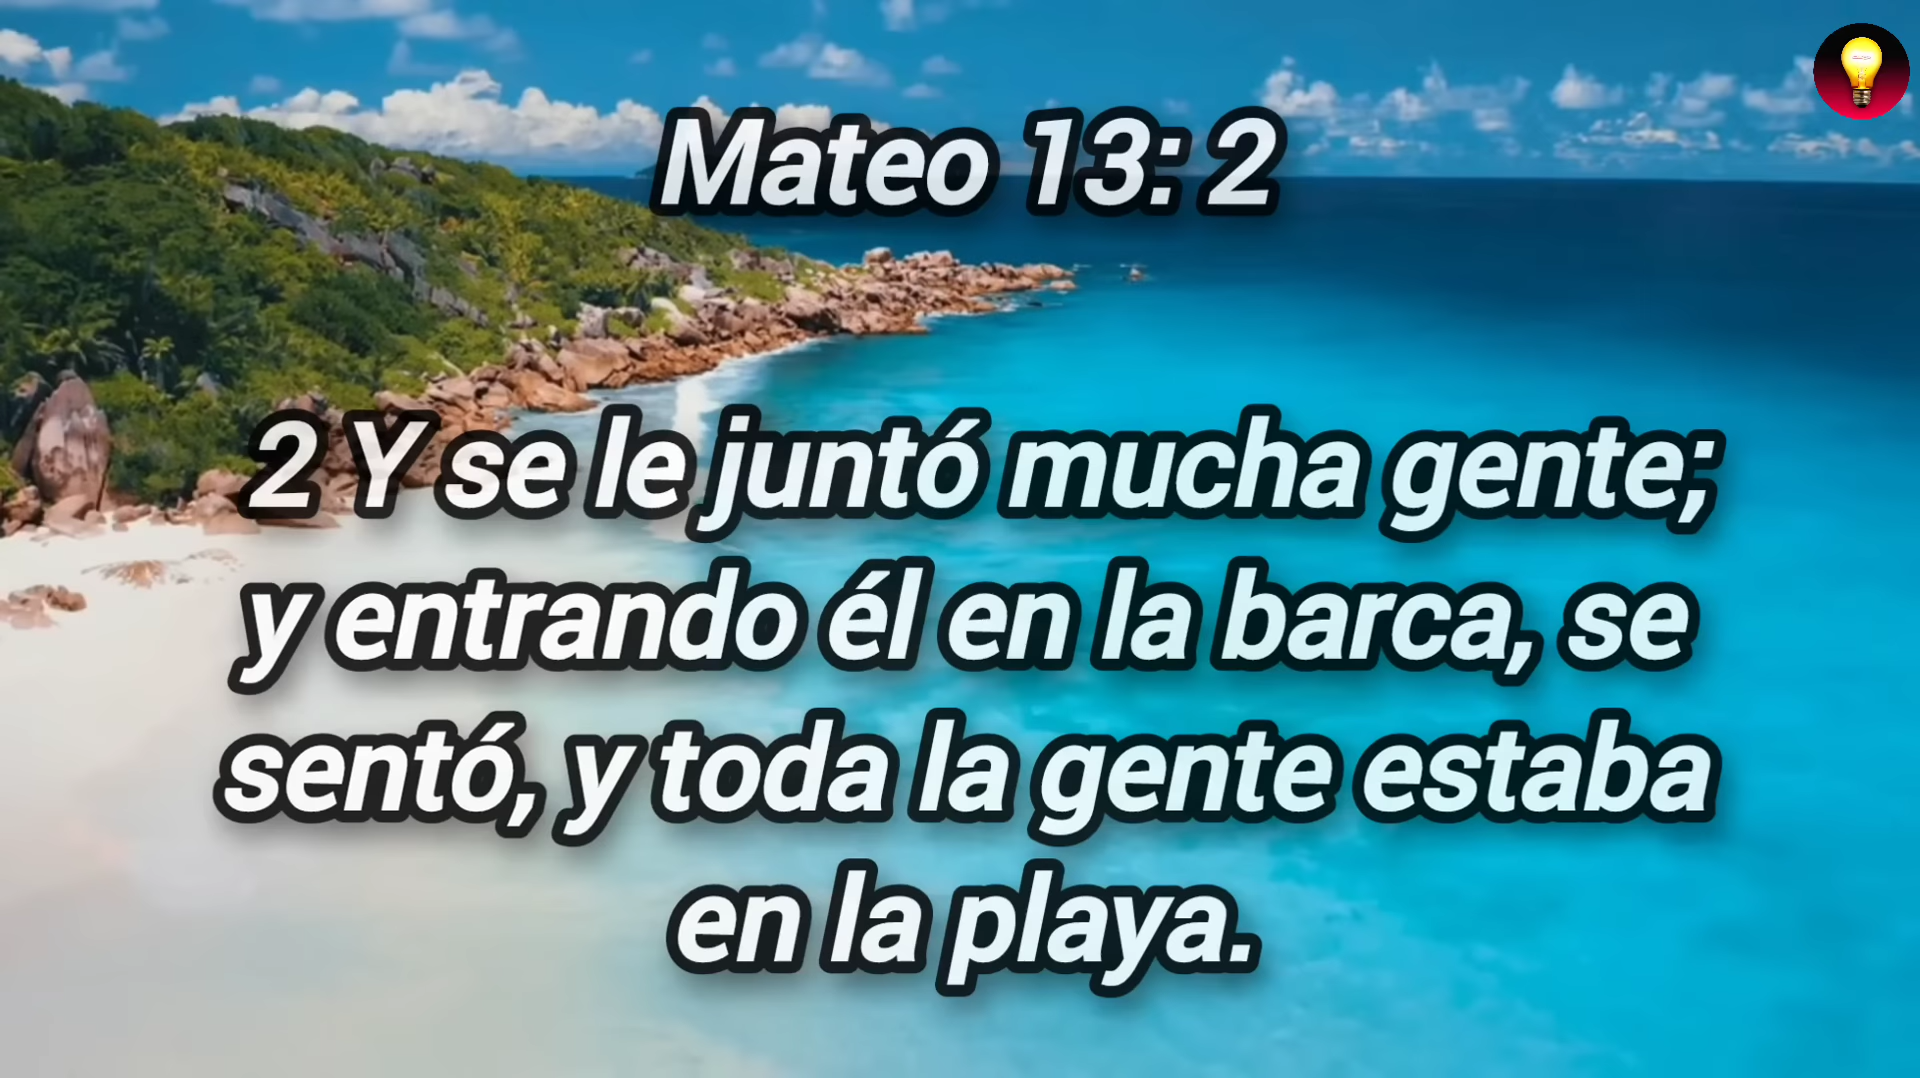 Mateo 13: 2
2 Y se le juntó mucha gente;
y entrando él en la barca, se
sentó, y toda la gente estaba
en la playa.